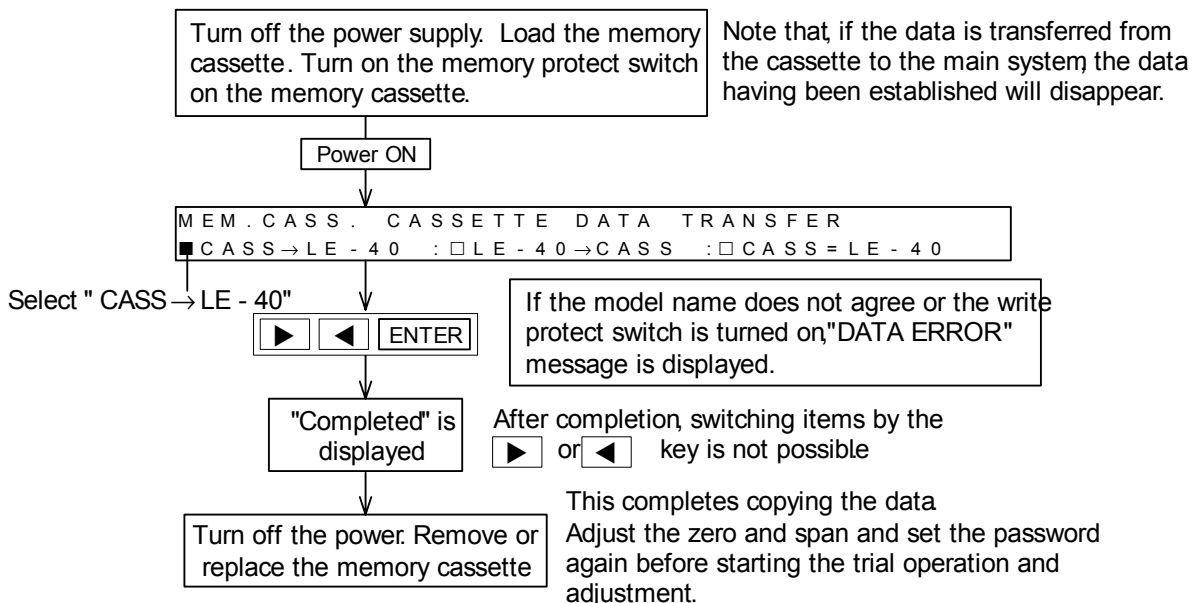 Turn off the power supply. Load the memory
cassette. Turn on the memory protect switch
on the memory cassette.
Note that, if the data is transferred from
the cassette to the main system, the data
having been established will disappear.
Power ON
MEM.CASS. CASSETTE DATA TRANSFER
■CASS→LE-40 :□LE-40→CASS :□CASS=LE-40
Select " CASS→LE - 40"
▶ ◀ ENTER
If the model name does not agree or the write
protect switch is turned on,"DATA ERROR"
message is displayed.
"Completed" is
displayed
After completion, switching items by the
▶ or ◀ key is not possible
Turn off the power. Remove or
replace the memory cassette
This completes copying the data.
Adjust the zero and span and set the password
again before starting the trial operation and
adjustment.